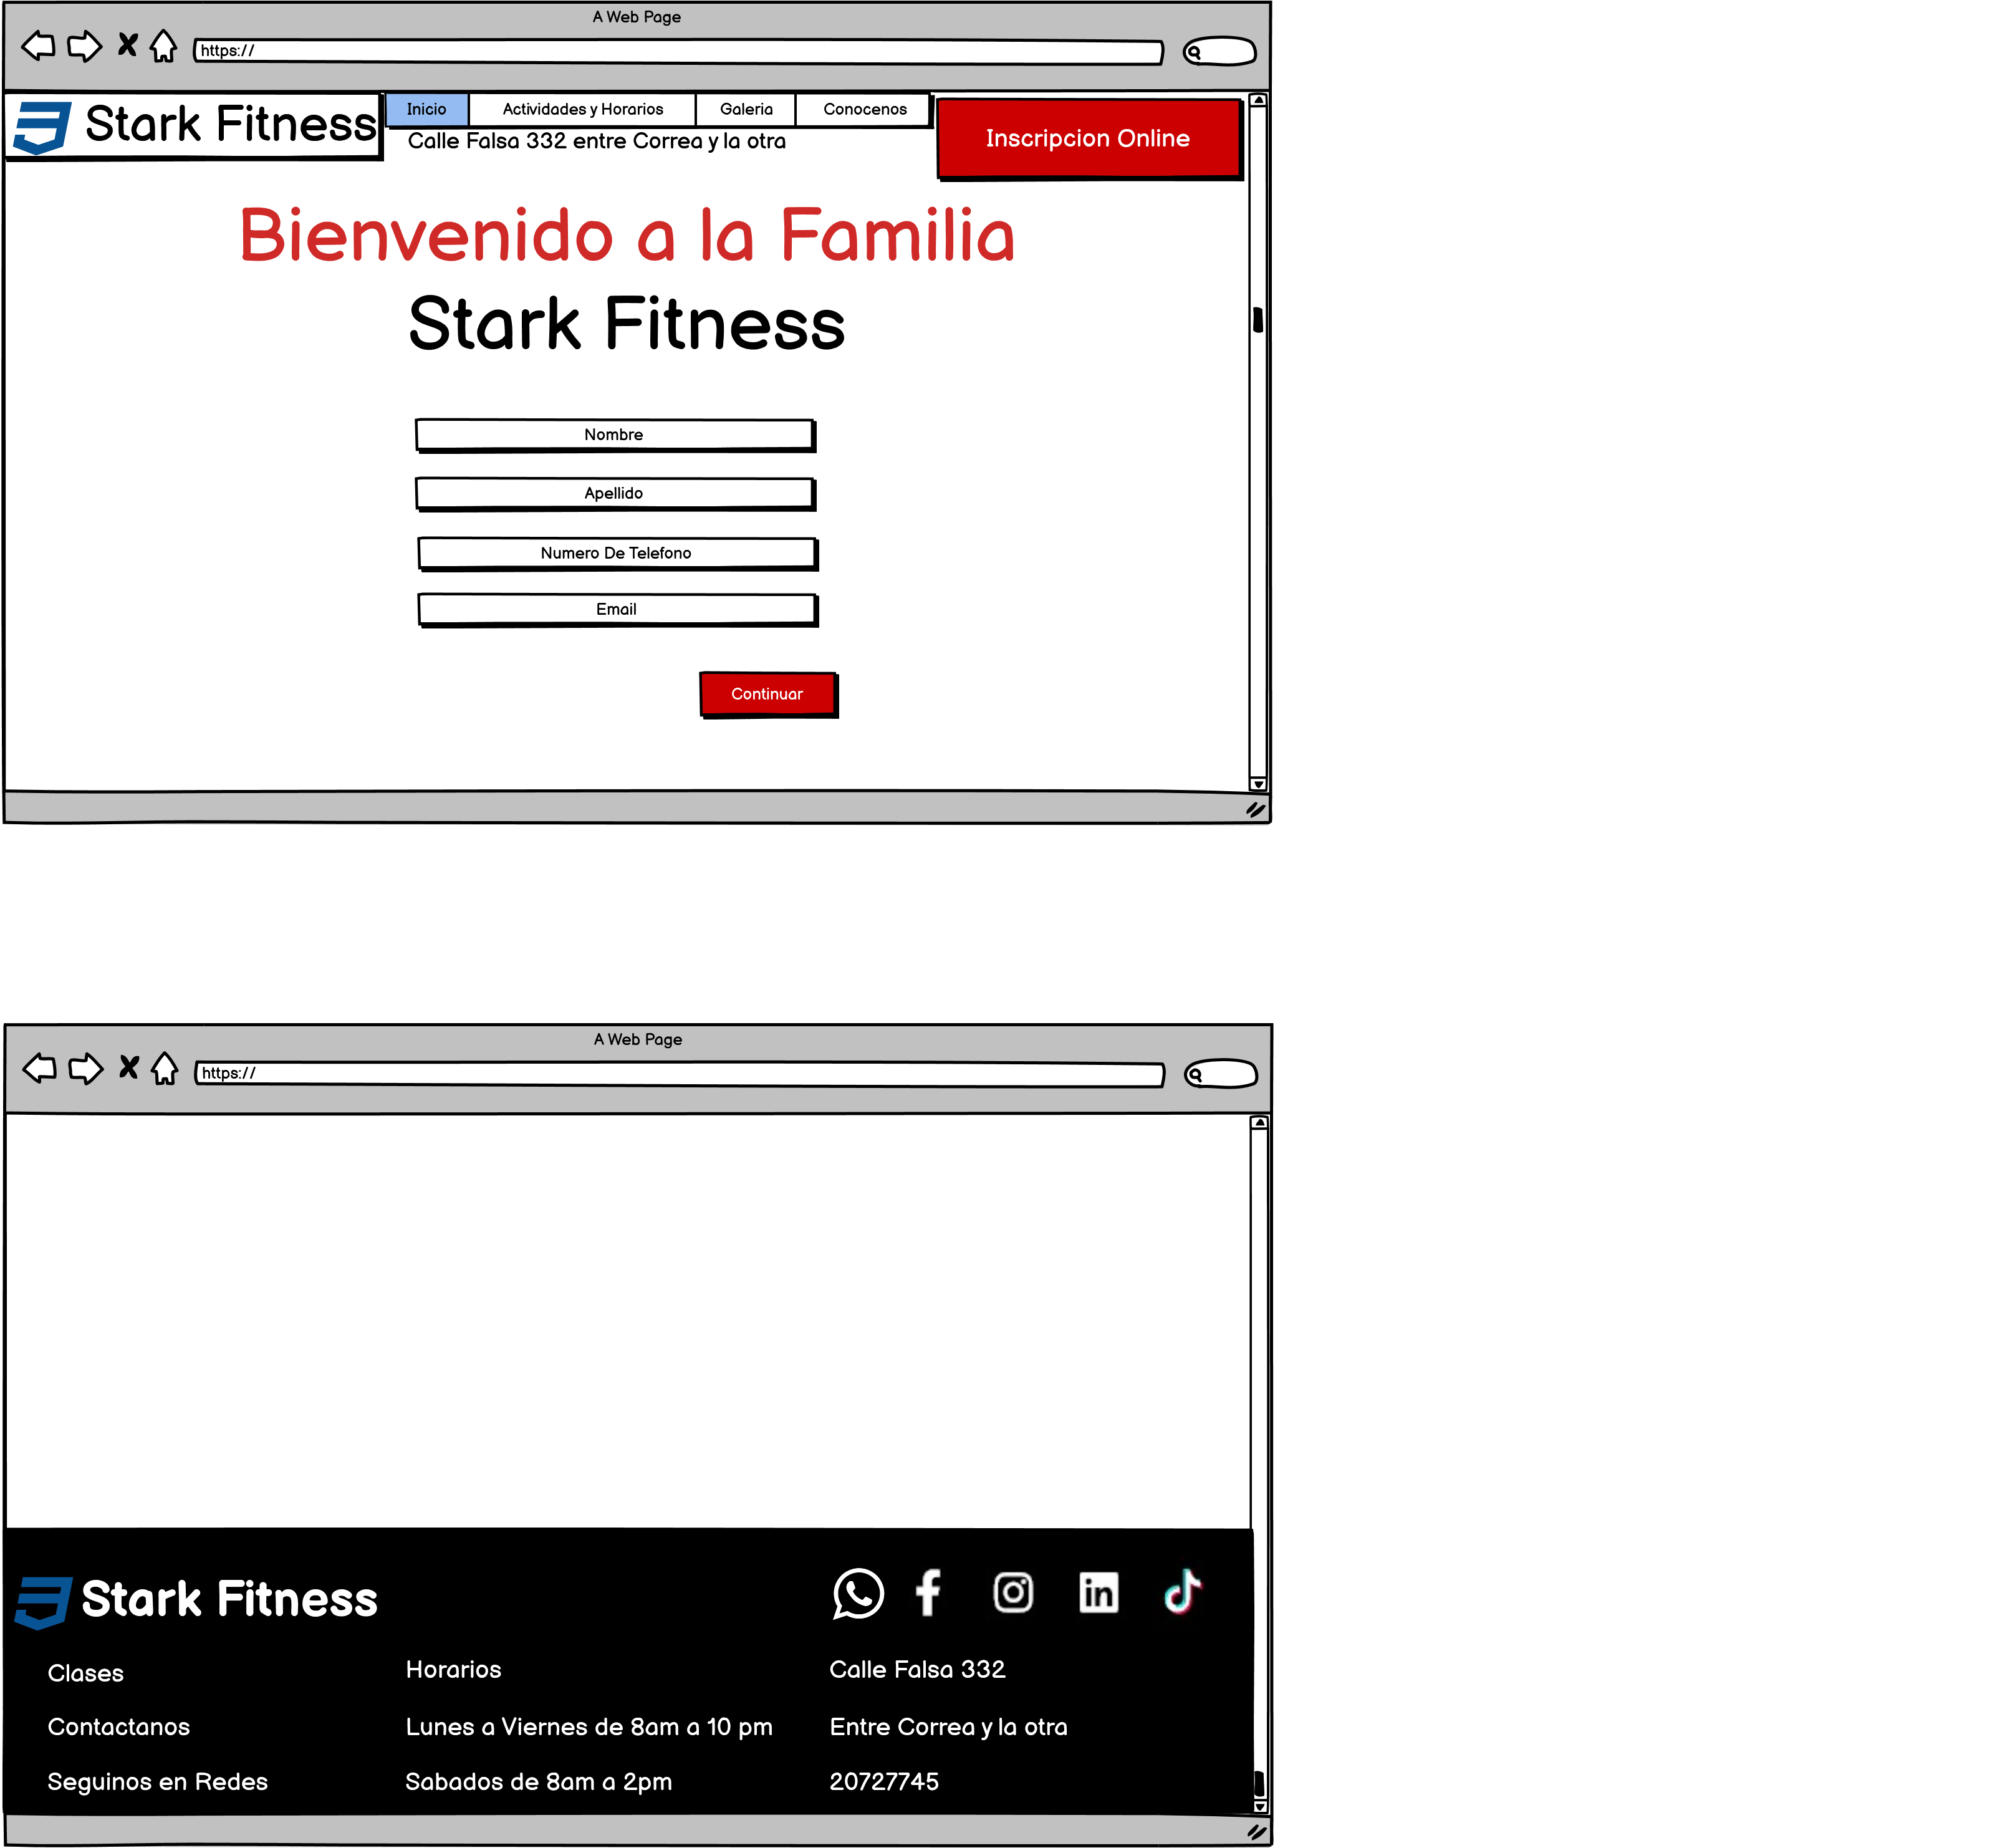 A Web Page
https://
Stark Fitness
Inicio
Actividades y Horarios
Galeria
Conocenos
Calle Falsa 332 entre Correa y la otra
Inscripcion Online
Bienvenido a la Familia
Stark Fitness
Nombre
Apellido
Numero De Telefono
Email
Continuar
A Web Page
https://
Stark Fitness
in
Clases
Horarios
Calle Falsa 332
Contactanos
Lunes a Viernes de 8am a 10 pm
Entre Correa y la otra
Seguinos en Redes
Sabados de 8am a 2pm
20727745